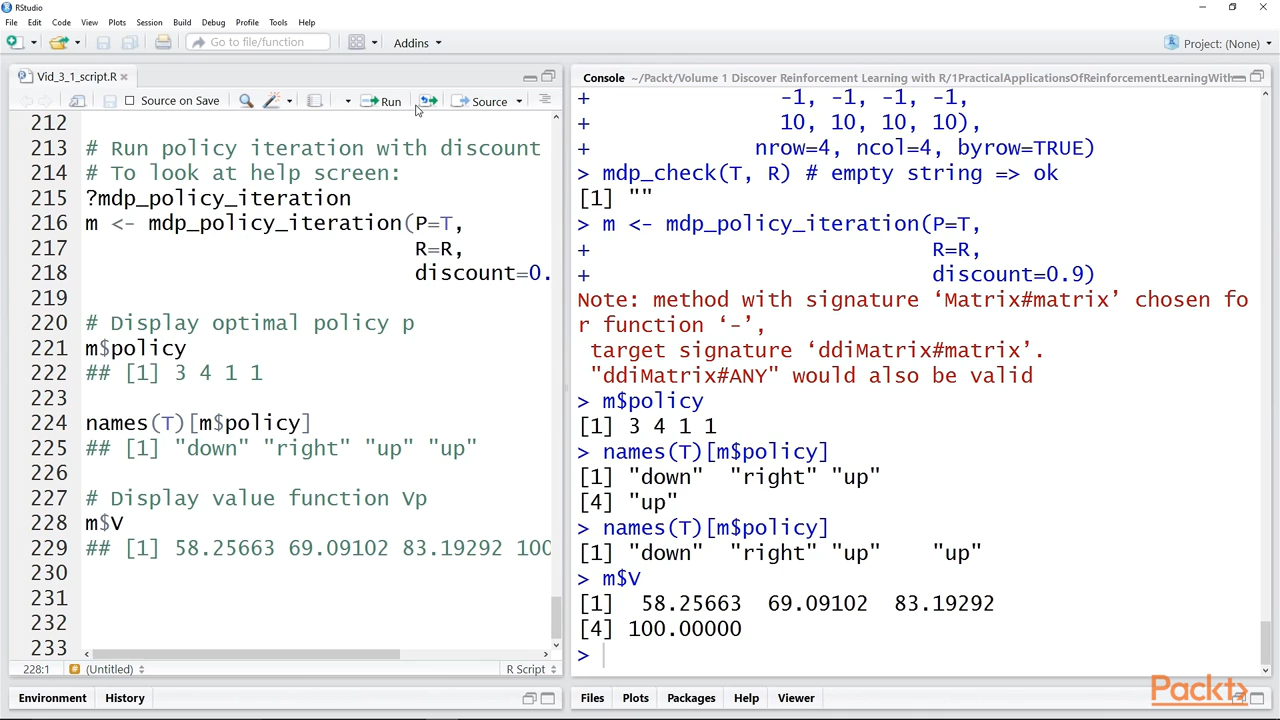 RStudio
File Edit Code View Plots Session Build Debug Profile Tools Help
Go to file/function Addins Project: (None)
Vid_3_1_script.R
Source on Save Run Source
212
213 # Run policy iteration with discount
214 # To look at help screen:
215 ?mdp_policy_iteration
216 m <- mdp_policy_iteration(P=T,
217 R=R,
218 discount=0.
219
220 # Display optimal policy p
221 m$policy
222 ## [1] 3 4 1 1
223
224 names(T)[m$policy]
225 ## [1] "down" "right" "up" "up"
226
227 # Display value function Vp
228 m$V
229 ## [1] 58.25663 69.09102 83.19292 100
230
231
232
233
228:1 (Untitled) R Script
Environment History
Console ~/Packt/Volume 1 Discover Reinforcement Learning with R/1PracticalApplicationsOfReinforcementLearningWith
+ -1, -1, -1, -1,
+ 10, 10, 10, 10),
+ nrow=4, ncol=4, byrow=TRUE)
> mdp_check(T, R) # empty string => ok
[1] ""
> m <- mdp_policy_iteration(P=T,
+ R=R,
+ discount=0.9)
Note: method with signature ‘Matrix#matrix’ chosen fo
r function ‘-’,
target signature ‘ddiMatrix#matrix’.
"ddiMatrix#ANY" would also be valid
> m$policy
[1] 3 4 1 1
> names(T)[m$policy]
[1] "down" "right" "up"
[4] "up"
> names(T)[m$policy]
[1] "down" "right" "up" "up"
> m$V
[1] 58.25663 69.09102 83.19292
[4] 100.00000
>
Files Plots Packages Help Viewer
Packt